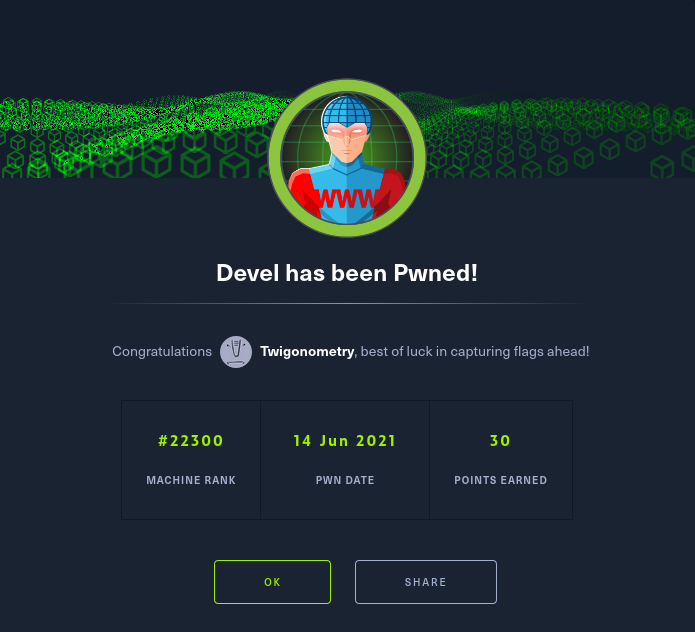 WWW
Devel has been Pwned!
Congratulations Twigonometry, best of luck in capturing flags ahead!
#22300 14 Jun 2021 30
MACHINE RANK PWN DATE POINTS EARNED
OK SHARE